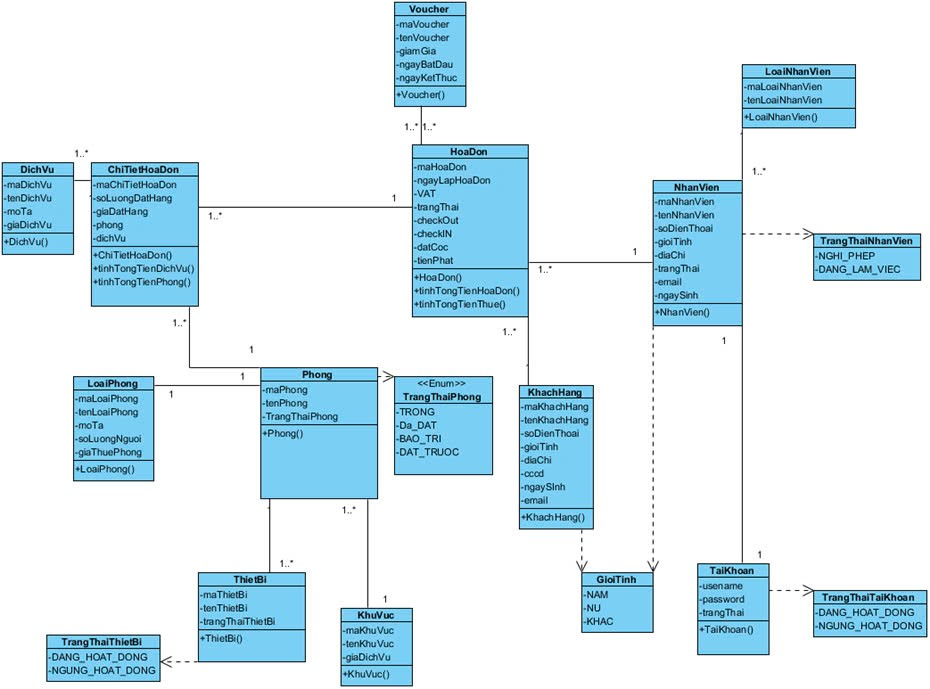 Voucher
-maVoucher
-tenVoucher
-giamGia
-ngayBatDau
-ngayKetThuc
+Voucher()
LoaiNhanVien
-maLoaiNhanVien
-tenLoaiNhanVien
+LoaiNhanVien()
1..* 1..*
1..*
DichVu
-maDichVu
-tenDichVu
-moTa
-giaDichVu
+DichVu()
ChiTietHoaDon
-maChiTietHoaDon
-soLuongDatHang
-giaDatHang
-phong
-dichVu
+ChiTietHoaDon()
+tinhTongTienDichVu()
+tinhTongTienPhong()
1..*
1
HoaDon
-maHoaDon
-ngayLapHoaDon
-VAT
-trangThai
-checkOut
-checkIN
-datCoc
-tienPhat
+HoaDon()
+tinhTongTienHoaDon()
+tinhTongTienThue()
1..*
1
1..*
NhanVien
-maNhanVien
-tenNhanVien
-soDienThoai
-gioiTinh
-diaChi
-trangThai
-email
-ngaySinh
+NhanVien()
TrangThaiNhanVien
-NGHI_PHEP
-DANG_LAM_VIEC
1..*
1
1..*
1
LoaiPhong
-maLoaiPhong
-tenLoaiPhong
-moTa
-soLuongNguoi
-giaThuePhong
+LoaiPhong()
1
1
Phong
-maPhong
-tenPhong
-TrangThaiPhong
+Phong()
<<Enum>>
TrangThaiPhong
-TRONG
-Da_DAT
-BAO_TRI
-DAT_TRUOC
KhachHang
-maKhachHang
-tenKhachHang
-soDienThoai
-gioiTinh
-diaChi
-cccd
-ngaySInh
-email
+KhachHang()
1..*
1..*
1
1
ThietBi
-maThietBi
-tenThietBi
-trangThaiThietBi
+ThietBi()
KhuVuc
-maKhuVuc
-tenKhuVuc
-giaDichVu
+KhuVuc()
GioiTinh
-NAM
-NU
-KHAC
TaiKhoan
-usename
-password
-trangThai
+TaiKhoan()
TrangThaiTaiKhoan
-DANG_HOAT_DONG
-NGUNG_HOAT_DONG
TrangThaiThietBi
-DANG_HOAT_DONG
-NGUNG_HOAT_DONG